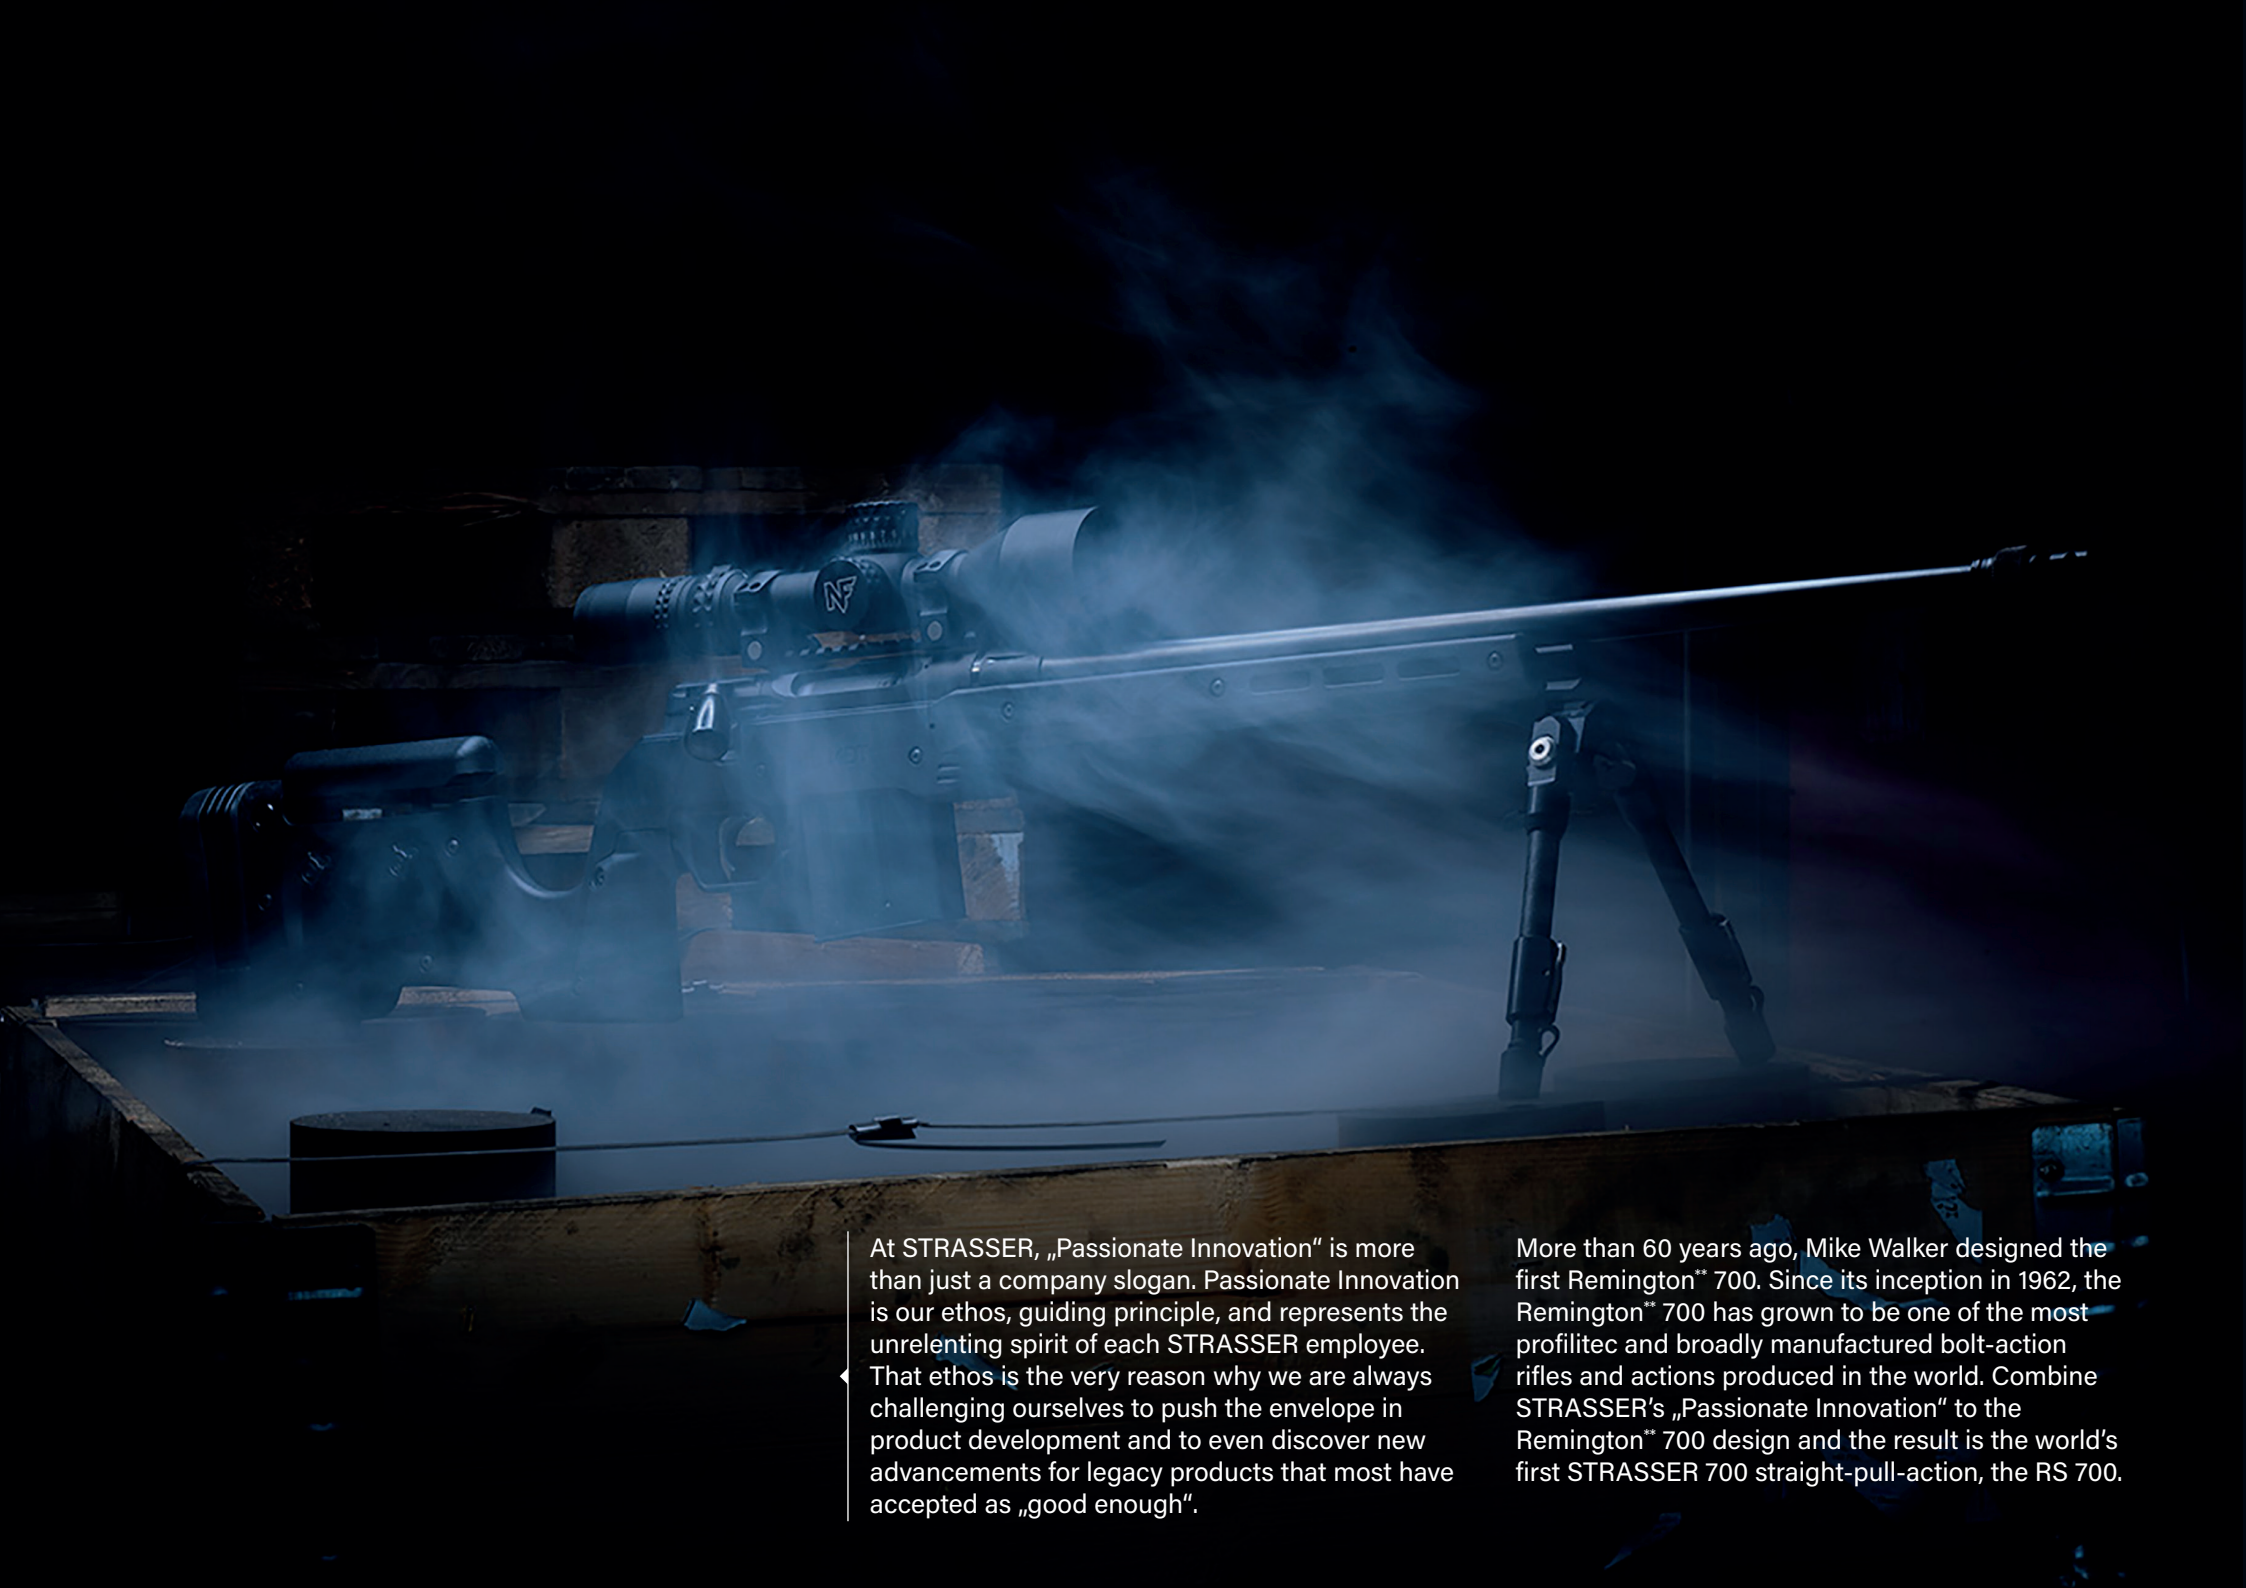 NF
At STRASSER, „Passionate Innovation“ is more
than just a company slogan. Passionate Innovation
is our ethos, guiding principle, and represents the
unrelenting spirit of each STRASSER employee.
That ethos is the very reason why we are always
challenging ourselves to push the envelope in
product development and to even discover new
advancements for legacy products that most have
accepted as „good enough“.
More than 60 years ago, Mike Walker designed the
first Remington** 700. Since its inception in 1962, the
Remington** 700 has grown to be one of the most
profilitec and broadly manufactured bolt-action
rifles and actions produced in the world. Combine
STRASSER’s „Passionate Innovation“ to the
Remington** 700 design and the result is the world’s
first STRASSER 700 straight-pull-action, the RS 700.